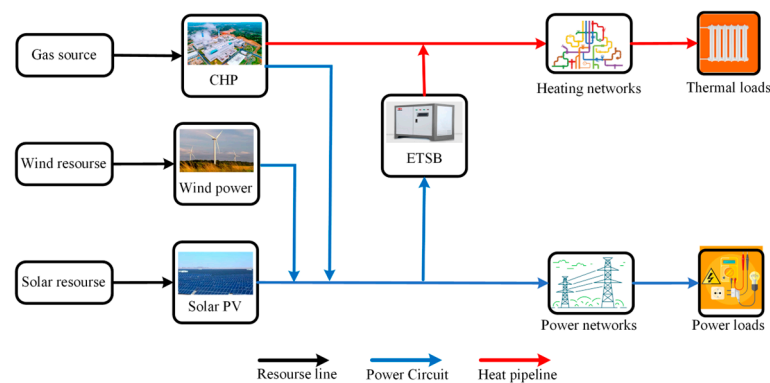 Gas source
CHP
Heating networks
Thermal loads
ETSB
Wind resourse
Wind power
Solar resourse
Solar PV
Power networks
Power loads
Resourse line
Power Circuit
Heat pipeline